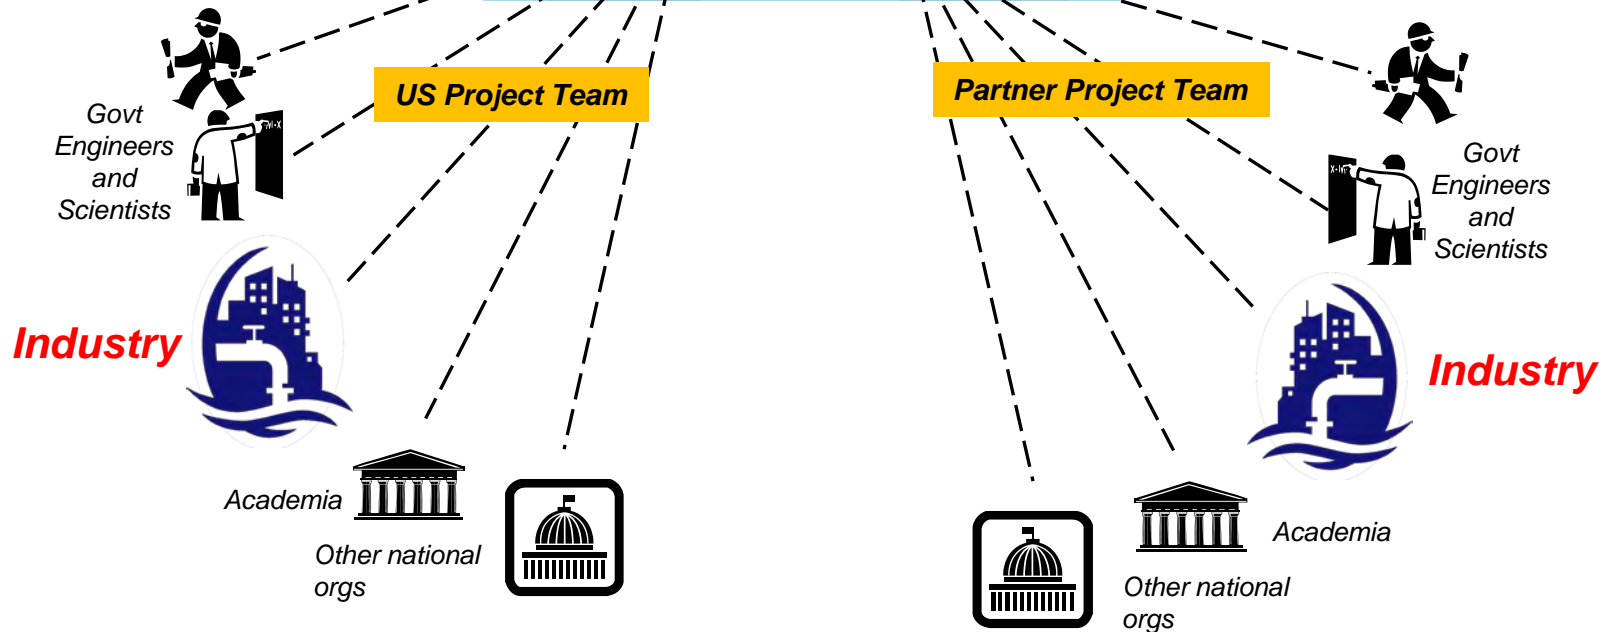 US Project Team
Govt
Engineers
and
Scientists
Industry
Academia
Other national
orgs
Partner Project Team
Govt
Engineers
and
Scientists
Industry
Academia
Other national
orgs